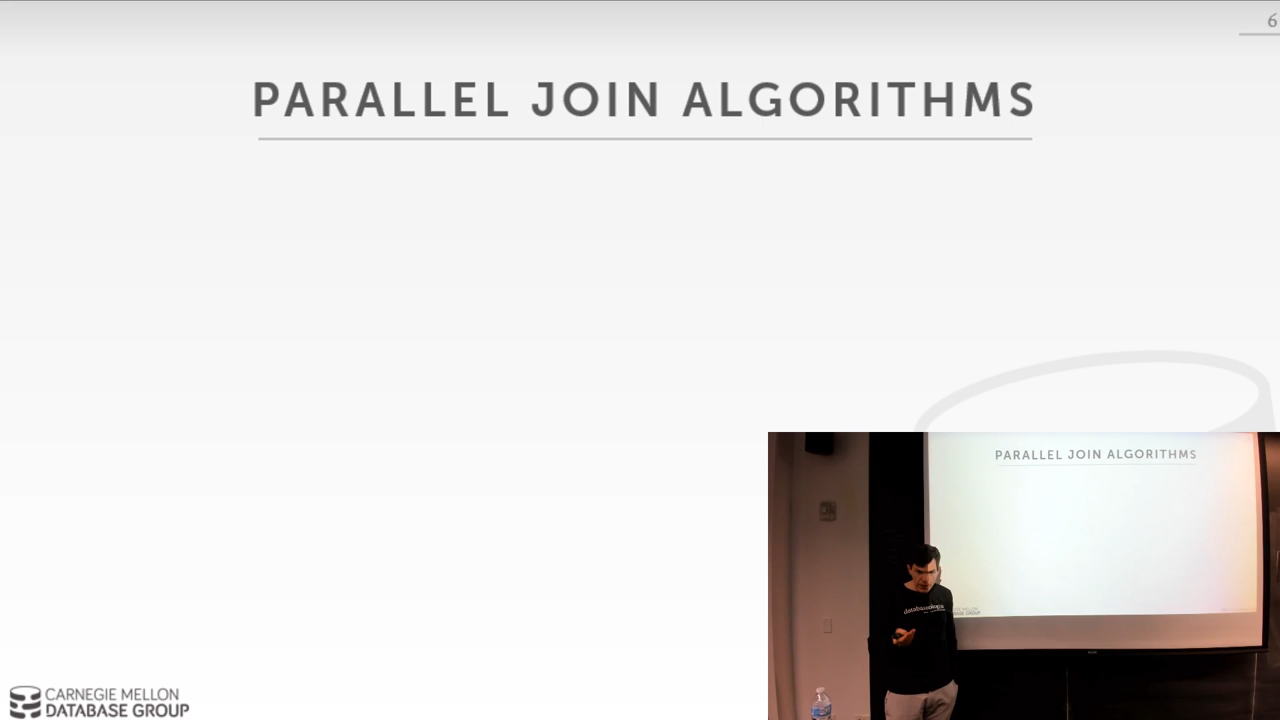 6
PARALLEL JOIN ALGORITHMS
PARALLEL JOIN ALGORITHMS
CARNEGIE MELLON
DATABASE GROUP